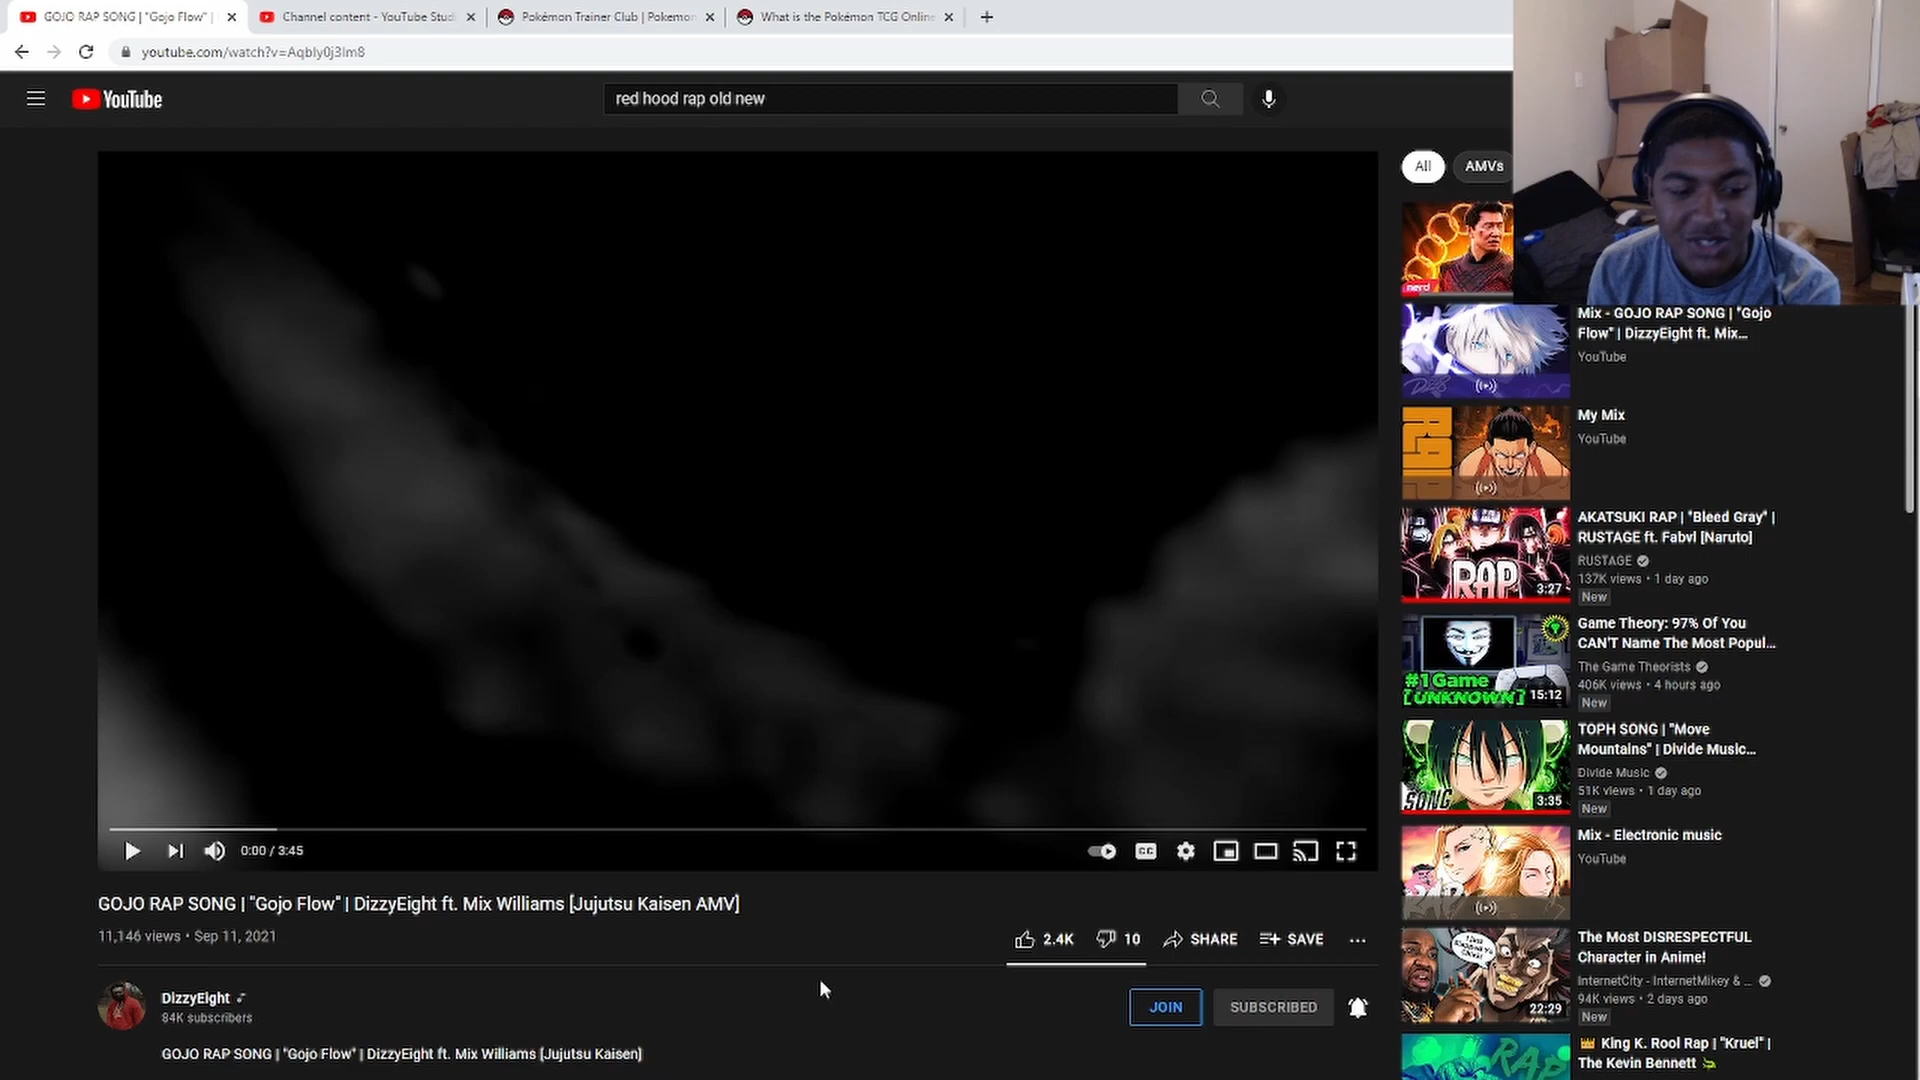 GOJO RAP SONG | "Gojo Flow" |
Channel content - YouTube Stud
Pokémon Trainer Club | Pokemon
What is the Pokémon TCG Online
youtube.com/watch?v=Aqbly0j3lm8
YouTube
red hood rap old new
All
AMVs
nerd
Mix - GOJO RAP SONG | "Gojo
Flow" | DizzyEight ft. Mix...
YouTube
My Mix
YouTube
RAP
3:27
AKATSUKI RAP | "Bleed Gray" |
RUSTAGE ft. Fabvl [Naruto]
RUSTAGE
137K views • 1 day ago
New
#1 Game
[UNKNOWN]
15:12
Game Theory: 97% Of You
CAN'T Name The Most Popul...
The Game Theorists
406K views • 4 hours ago
New
SONG
3:35
TOPH SONG | "Move
Mountains" | Divide Music...
Divide Music
51K views • 1 day ago
New
Mix - Electronic music
YouTube
22:29
The Most DISRESPECTFUL
Character in Anime!
InternetCity - InternetMikey & ...
94K views • 2 days ago
New
RAP
King K. Rool Rap | "Kruel" |
The Kevin Bennett
0:00 / 3:45
CC
GOJO RAP SONG | "Gojo Flow" | DizzyEight ft. Mix Williams [Jujutsu Kaisen AMV]
11,146 views • Sep 11, 2021
2.4K
10
SHARE
SAVE
DizzyEight
84K subscribers
JOIN
SUBSCRIBED
GOJO RAP SONG | "Gojo Flow" | DizzyEight ft. Mix Williams [Jujutsu Kaisen]